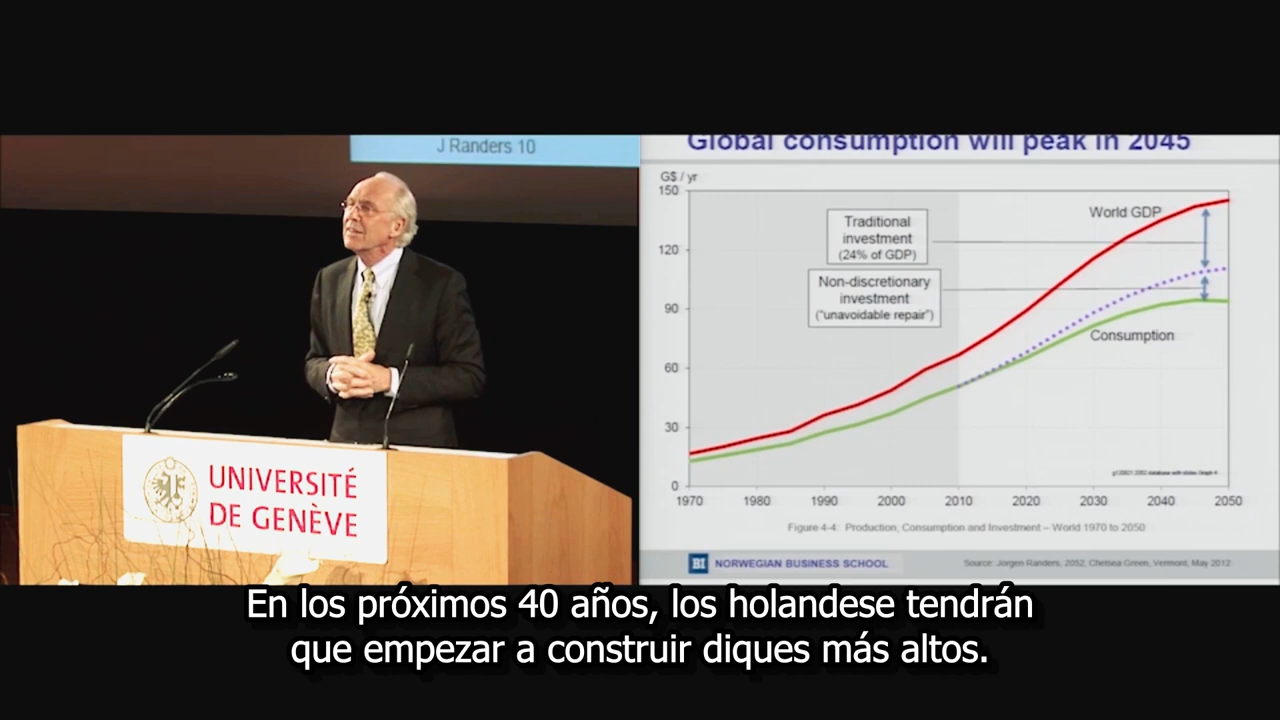 J Randers 10
UNIVERSITÉ
DE GENÈVE
Global consumption will peak in 2045
G$ / yr
150
120
90
60
30
0
1970
1980
1990
2000
2010
2020
2030
2040
2050
Traditional
investment
(24% of GDP)
Non-discretionary
investment
("unavoidable repair")
World GDP
Consumption
Figure 4-4: Production, Consumption and Investment – World 1970 to 2050
BI NORWEGIAN BUSINESS SCHOOL
Source: Jorgen Randers, 2052, Chelsea Green, Vermont, May 2012
En los próximos 40 años, los holandese tendrán
que empezar a construir diques más altos.